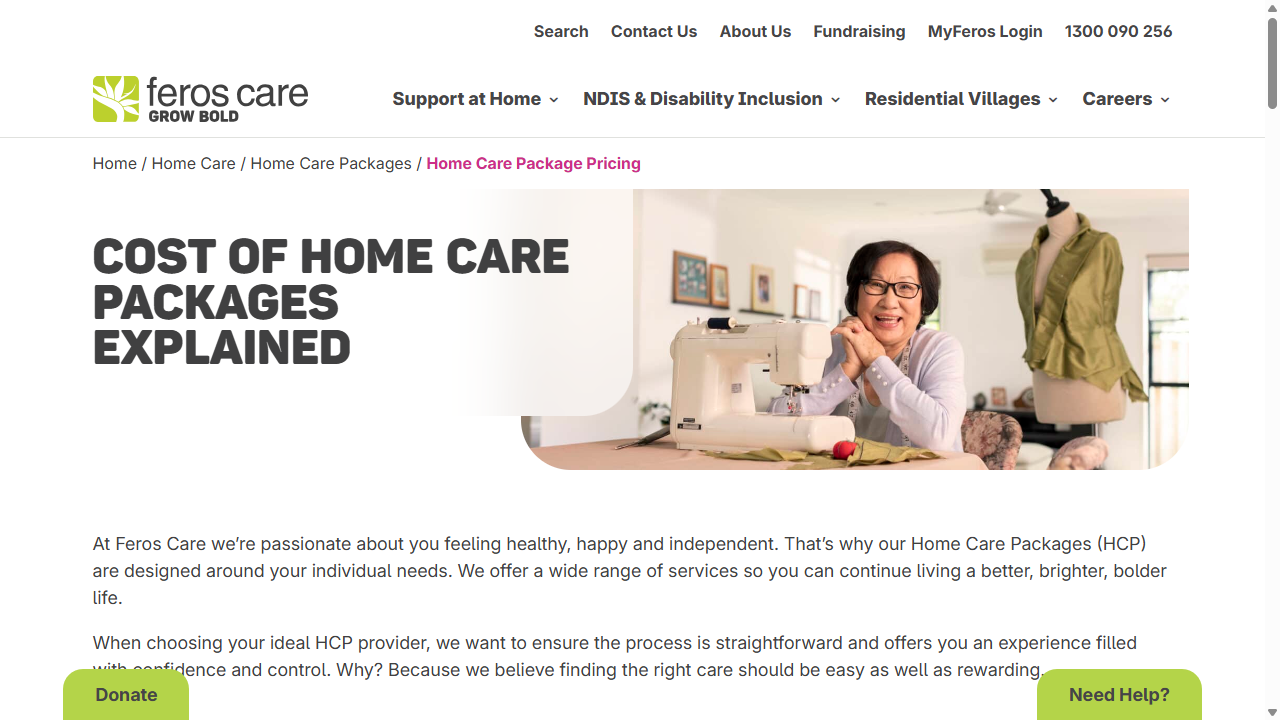 Search Contact Us About Us Fundraising MyFeros Login 1300 090 256
feros care
GROW BOLD
Support at Home NDIS & Disability Inclusion Residential Villages Careers
Home / Home Care / Home Care Packages / Home Care Package Pricing
COST OF HOME CARE
PACKAGES
EXPLAINED
At Feros Care we’re passionate about you feeling healthy, happy and independent. That’s why our Home Care Packages (HCP)
are designed around your individual needs. We offer a wide range of services so you can continue living a better, brighter, bolder
life.
When choosing your ideal HCP provider, we want to ensure the process is straightforward and offers you an experience filled
with confidence and control. Why? Because we believe finding the right care should be easy as well as rewarding.
Donate
Need Help?